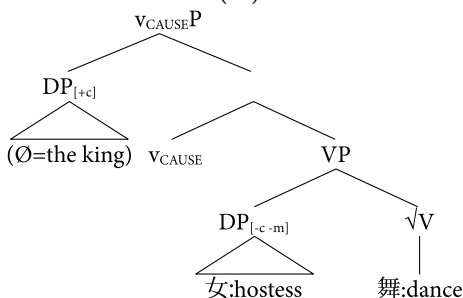 vCAUSEP
DP[+c]
(Ø=the king) vCAUSE VP
DP[-c -m] √V
女:hostess 舞:dance